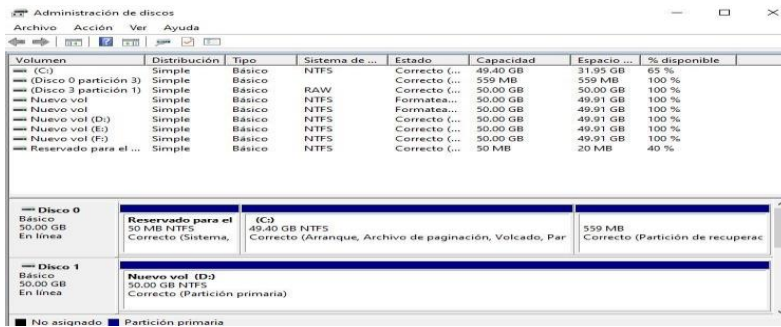 Administración de discos
Archivo Acción Ver Ayuda
Volumen Distribución Tipo Sistema de ... Estado Capacidad Espacio ... % disponible
(C:) Simple Básico NTFS Correcto (... 49.40 GB 31.95 GB 65 %
(Disco 0 partición 3) Simple Básico Correcto (... 559 MB 559 MB 100 %
(Disco 3 partición 1) Simple Básico RAW Correcto (... 50.00 GB 50.00 GB 100 %
Nuevo vol Simple Básico NTFS Formatea... 50.00 GB 49.91 GB 100 %
Nuevo vol Simple Básico NTFS Formatea... 50.00 GB 49.91 GB 100 %
Nuevo vol (D:) Simple Básico NTFS Correcto (... 50.00 GB 49.91 GB 100 %
Nuevo vol (E:) Simple Básico NTFS Correcto (... 50.00 GB 49.91 GB 100 %
Nuevo vol (F:) Simple Básico NTFS Correcto (... 50.00 GB 49.91 GB 100 %
Reservado para el ... Simple Básico NTFS Correcto (... 50 MB 20 MB 40 %
Disco 0
Básico
50.00 GB
En línea
Reservado para el
50 MB NTFS
Correcto (Sistema,
(C:)
49.40 GB NTFS
Correcto (Arranque, Archivo de paginación, Volcado, Par
559 MB
Correcto (Partición de recuperac
Disco 1
Básico
50.00 GB
En línea
Nuevo vol (D:)
50.00 GB NTFS
Correcto (Partición primaria)
No asignado Partición primaria